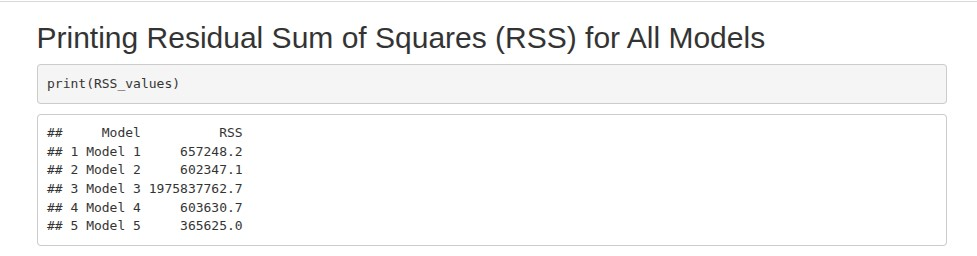 Printing Residual Sum of Squares (RSS) for All Models
print(RSS_values)
##     Model          RSS
## 1 Model 1     657248.2
## 2 Model 2     602347.1
## 3 Model 3 1975837762.7
## 4 Model 4     603630.7
## 5 Model 5     365625.0